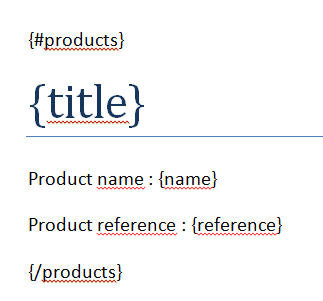 {#products}
{title}
Product name : {name}
Product reference : {reference}
{/products}